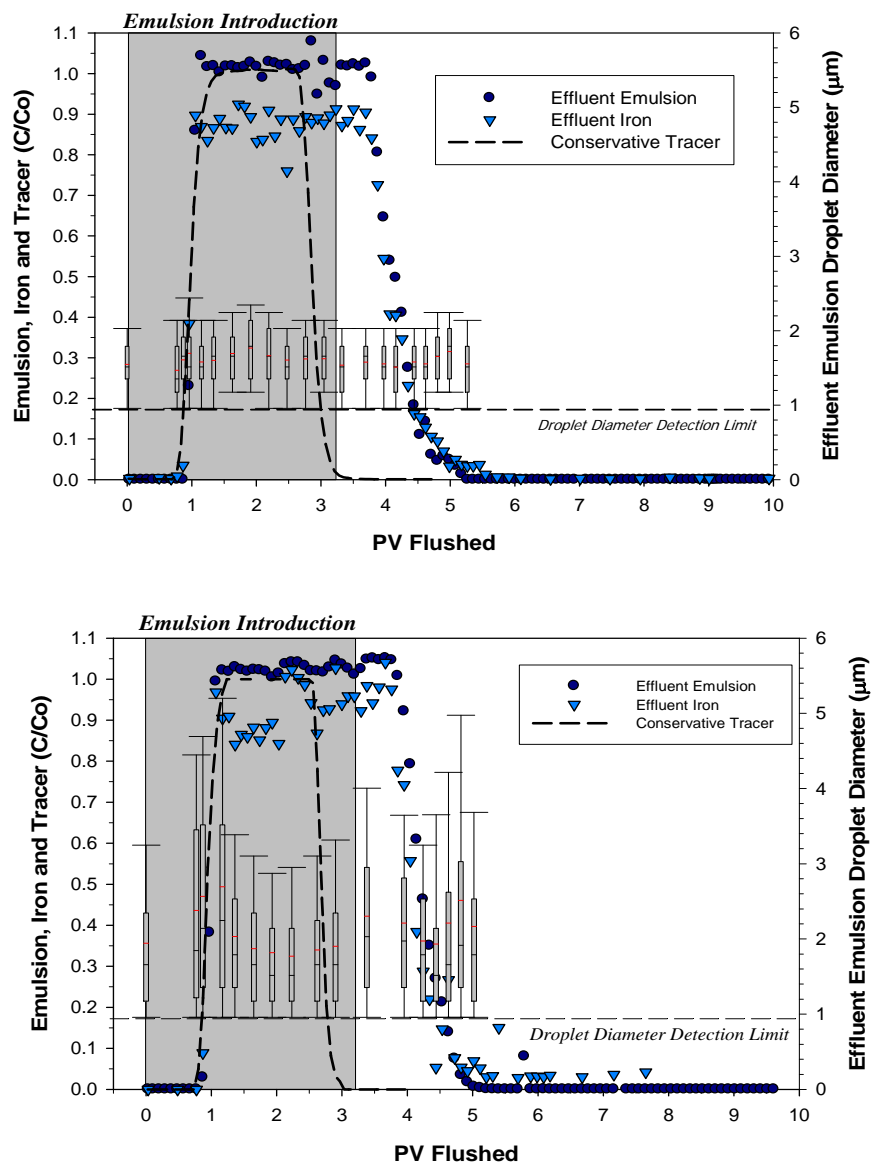 Emulsion Introduction
1.1
1.0
0.9
0.8
0.7
0.6
0.5
0.4
0.3
0.2
0.1
0.0
Emulsion, Iron and Tracer (C/Co)
Effluent Emulsion
Effluent Iron
Conservative Tracer
Droplet Diameter Detection Limit
6
5
4
3
2
1
0
Effluent Emulsion Droplet Diameter (µm)
0 1 2 3 4 5 6 7 8 9 10
PV Flushed
Emulsion Introduction
1.1
1.0
0.9
0.8
0.7
0.6
0.5
0.4
0.3
0.2
0.1
0.0
Emulsion, Iron and Tracer (C/Co)
Effluent Emulsion
Effluent Iron
Conservative Tracer
Droplet Diameter Detection Limit
6
5
4
3
2
1
0
Effluent Emulsion Droplet Diameter (µm)
0 1 2 3 4 5 6 7 8 9 10
PV Flushed